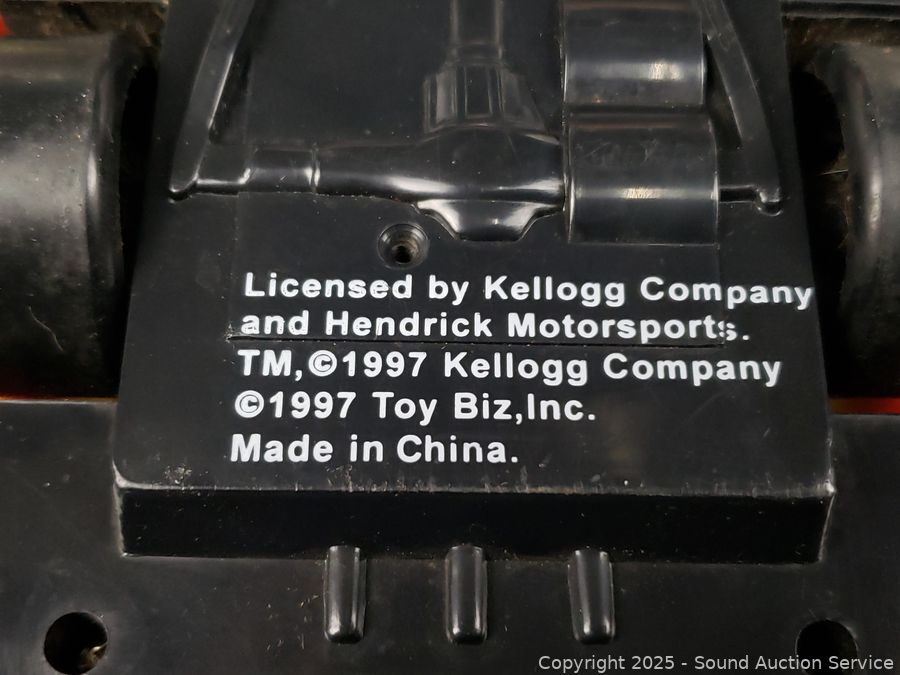 Licensed by Kellogg Company
and Hendrick Motorsports.
TM,©1997 Kellogg Company
©1997 Toy Biz,Inc.
Made in China.
Copyright 2025 - Sound Auction Service